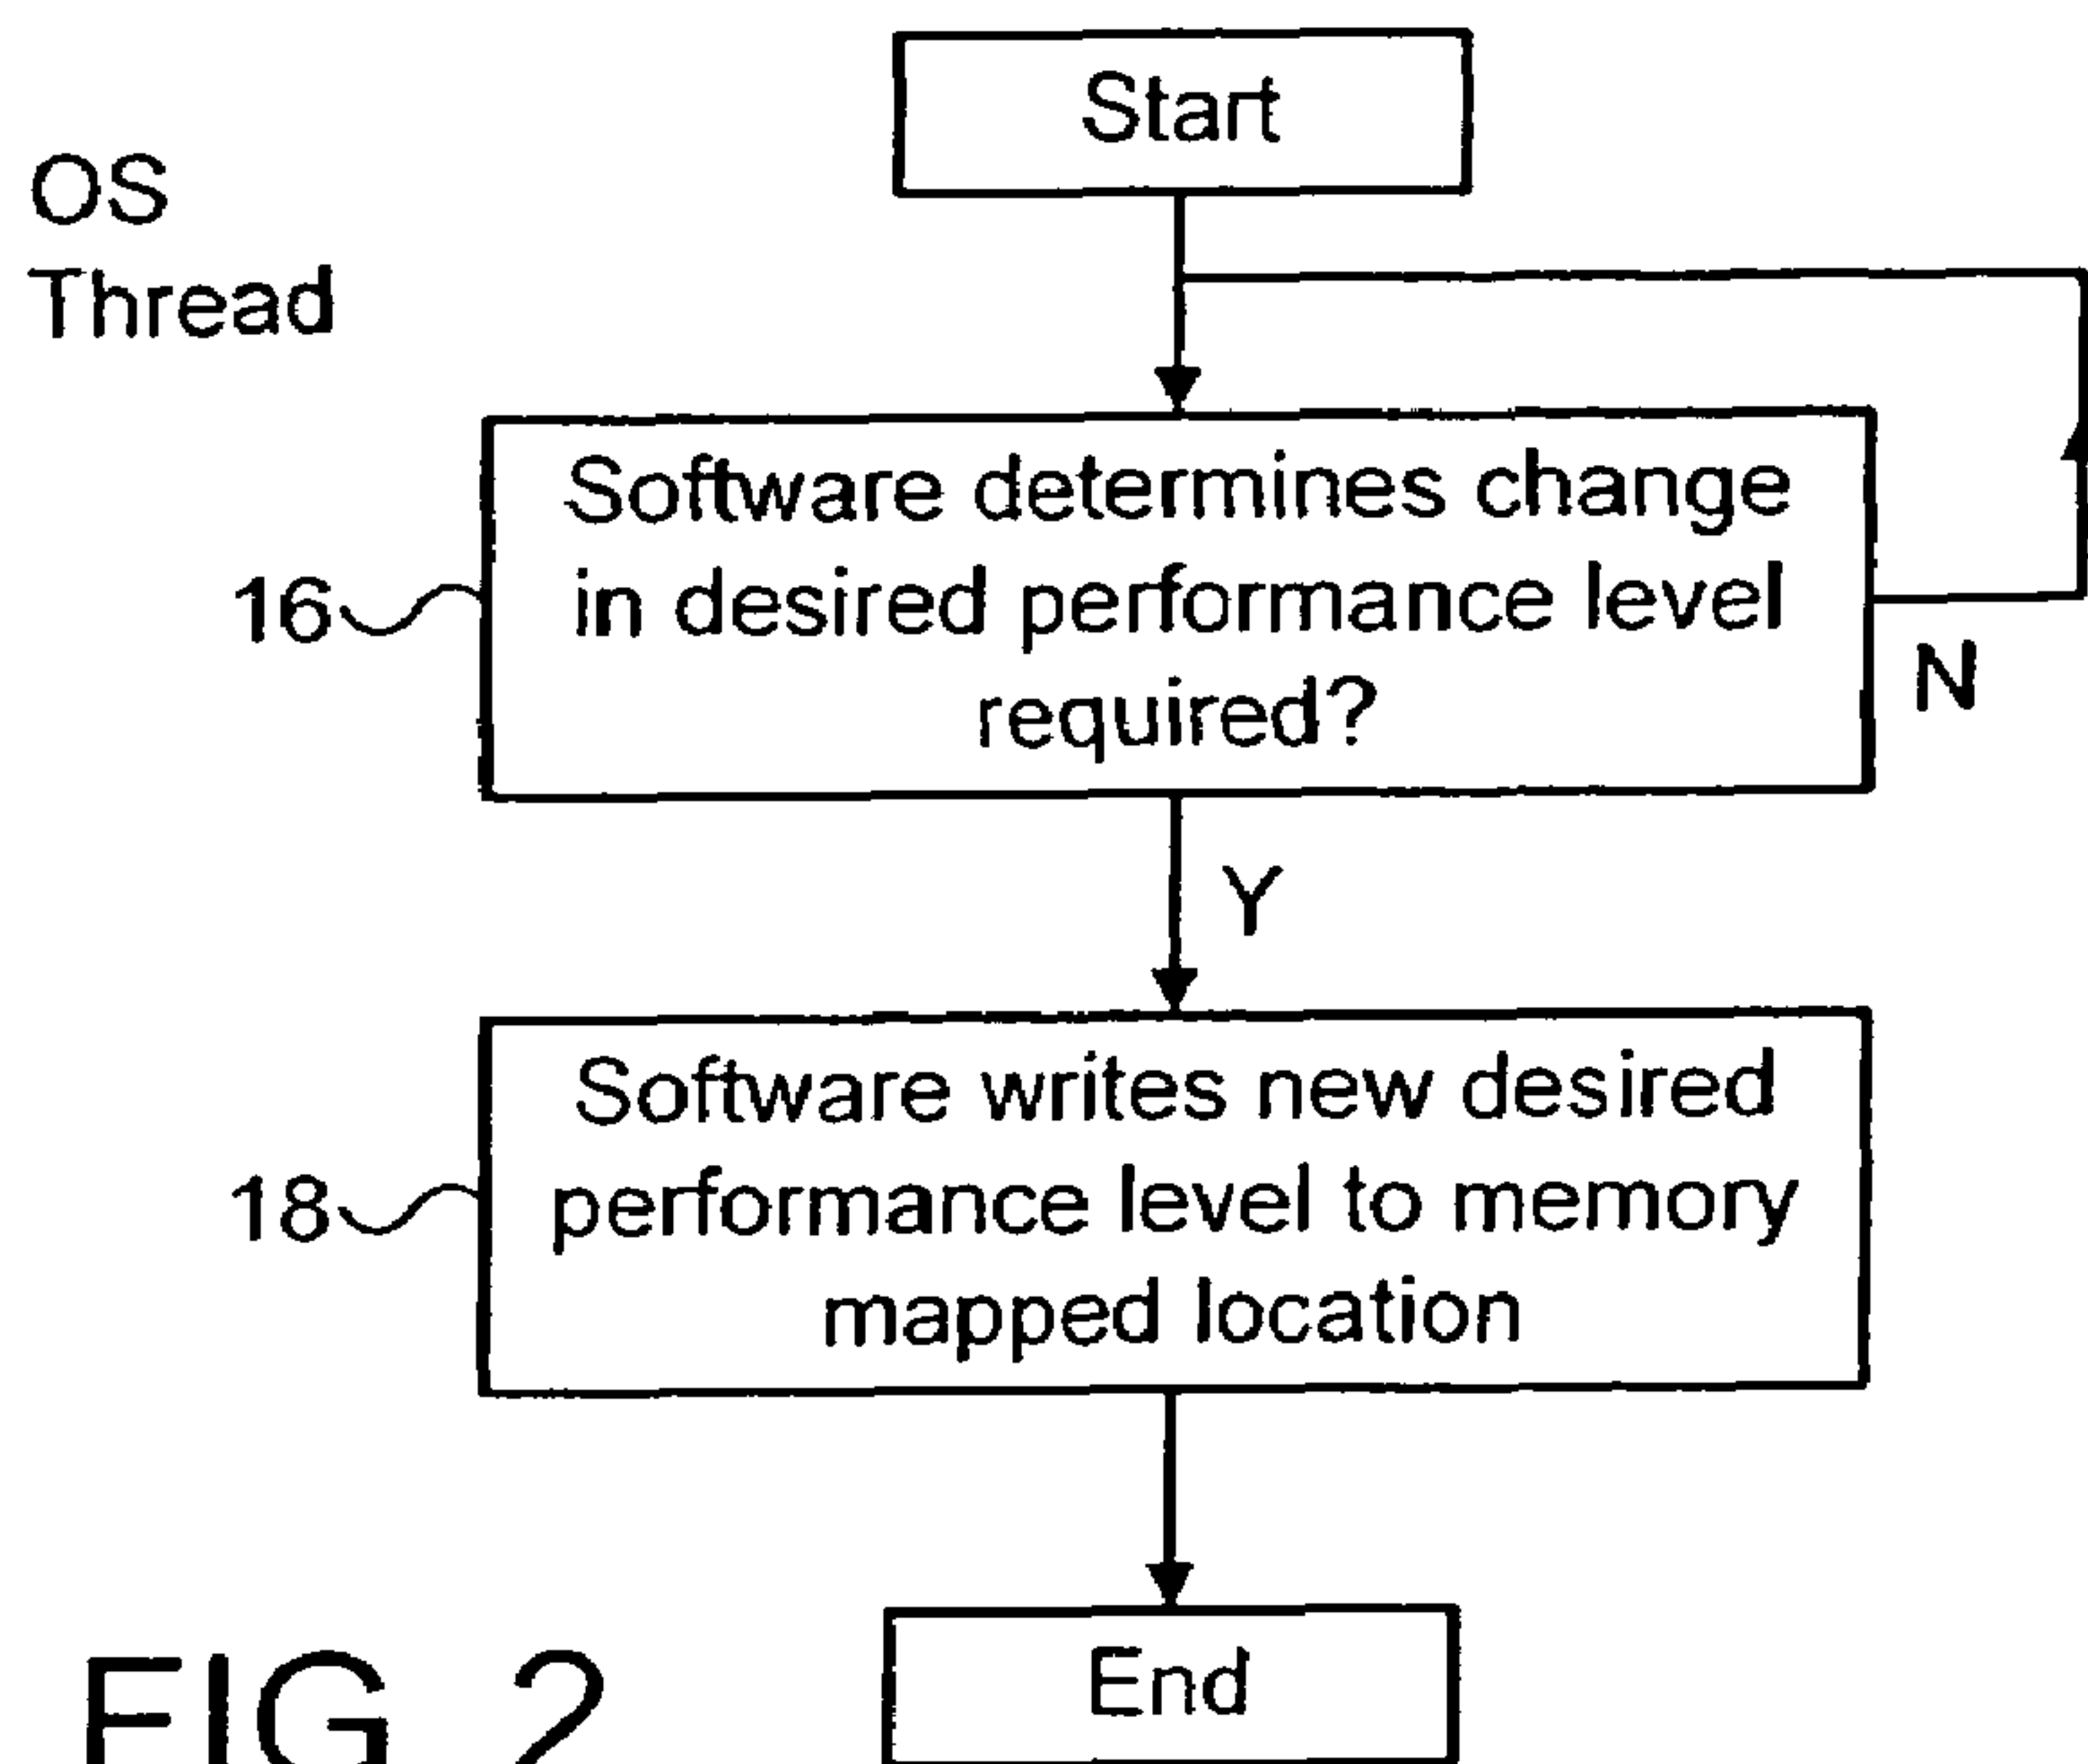 Start
OS
Thread
Software determines change
in desired performance level
required?
16
N
Y
Software writes new desired
performance level to memory
mapped location
18
End
FIG. 2